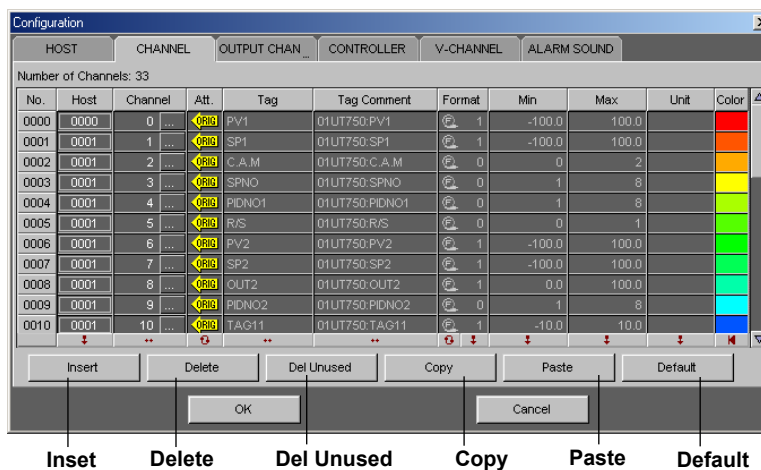 Configuration
HOST CHANNEL OUTPUT CHAN... CONTROLLER V-CHANNEL ALARM SOUND
Number of Channels: 33
No. Host Channel Att. Tag Tag Comment Format Min Max Unit Color
0000 0000 0 ... ORIG PV1 01UT750:PV1 F 1 -100.0 100.0
0001 0001 1 ... ORIG SP1 01UT750:SP1 F 1 -100.0 100.0
0002 0001 2 ... ORIG C.A.M 01UT750:C.A.M F 0 0 2
0003 0001 3 ... ORIG SPNO 01UT750:SPNO F 0 1 8
0004 0001 4 ... ORIG PIDNO1 01UT750:PIDNO1 F 0 1 8
0005 0001 5 ... ORIG R/S 01UT750:R/S F 0 0 1
0006 0001 6 ... ORIG PV2 01UT750:PV2 F 1 -100.0 100.0
0007 0001 7 ... ORIG SP2 01UT750:SP2 F 1 -100.0 100.0
0008 0001 8 ... ORIG OUT2 01UT750:OUT2 F 1 0.0 100.0
0009 0001 9 ... ORIG PIDNO2 01UT750:PIDNO2 F 0 1 8
0010 0001 10 ... ORIG TAG11 01UT750:TAG11 F 1 -10.0 10.0
Insert Delete Del Unused Copy Paste Default
OK Cancel
Inset Delete Del Unused Copy Paste Default